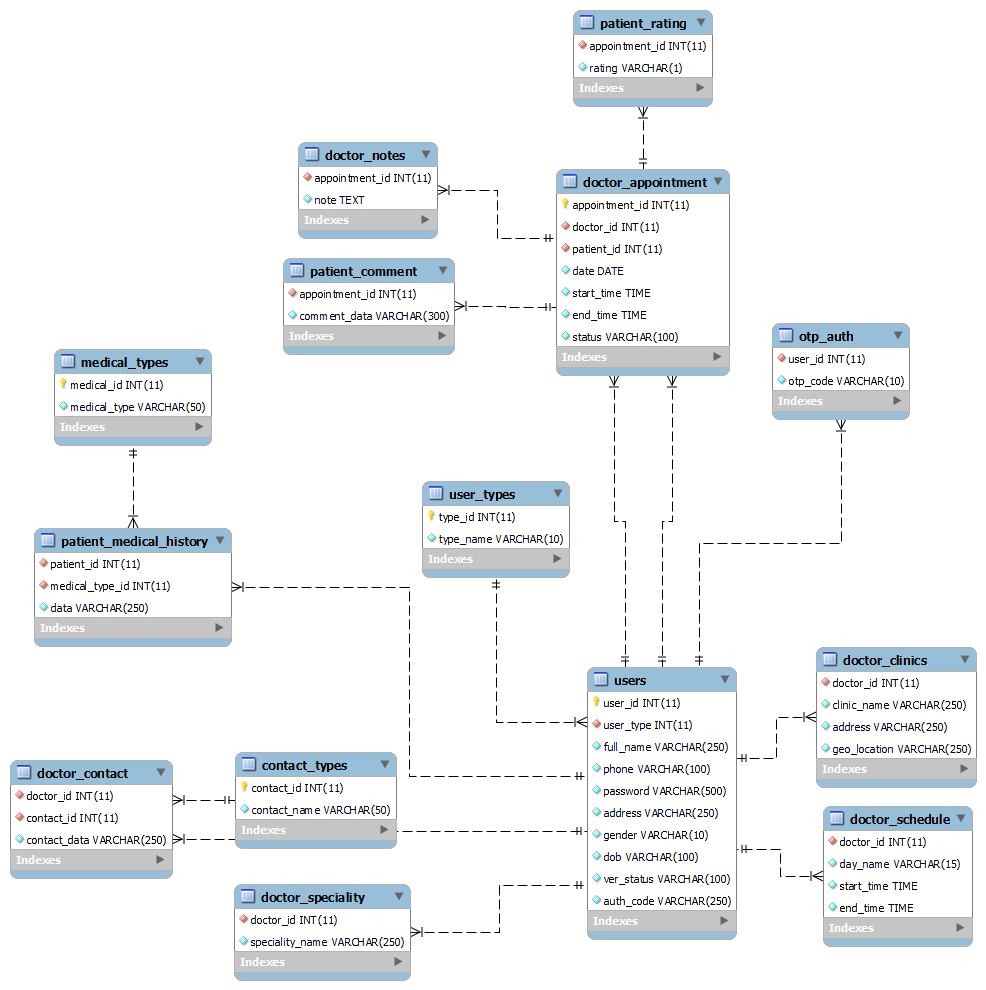 patient_rating
appointment_id INT(11)
rating VARCHAR(1)
Indexes
doctor_notes
appointment_id INT(11)
note TEXT
Indexes
doctor_appointment
appointment_id INT(11)
doctor_id INT(11)
patient_id INT(11)
date DATE
start_time TIME
end_time TIME
status VARCHAR(100)
Indexes
patient_comment
appointment_id INT(11)
comment_data VARCHAR(300)
Indexes
otp_auth
user_id INT(11)
otp_code VARCHAR(10)
Indexes
medical_types
medical_id INT(11)
medical_type VARCHAR(50)
Indexes
user_types
type_id INT(11)
type_name VARCHAR(10)
Indexes
patient_medical_history
patient_id INT(11)
medical_type_id INT(11)
data VARCHAR(250)
Indexes
users
user_id INT(11)
user_type INT(11)
full_name VARCHAR(250)
phone VARCHAR(100)
password VARCHAR(500)
address VARCHAR(250)
gender VARCHAR(10)
dob VARCHAR(100)
ver_status VARCHAR(100)
auth_code VARCHAR(250)
Indexes
doctor_clinics
doctor_id INT(11)
clinic_name VARCHAR(250)
address VARCHAR(250)
geo_location VARCHAR(250)
Indexes
doctor_contact
doctor_id INT(11)
contact_id INT(11)
contact_data VARCHAR(250)
Indexes
contact_types
contact_id INT(11)
contact_name VARCHAR(50)
Indexes
doctor_schedule
doctor_id INT(11)
day_name VARCHAR(15)
start_time TIME
end_time TIME
Indexes
doctor_speciality
doctor_id INT(11)
speciality_name VARCHAR(250)
Indexes